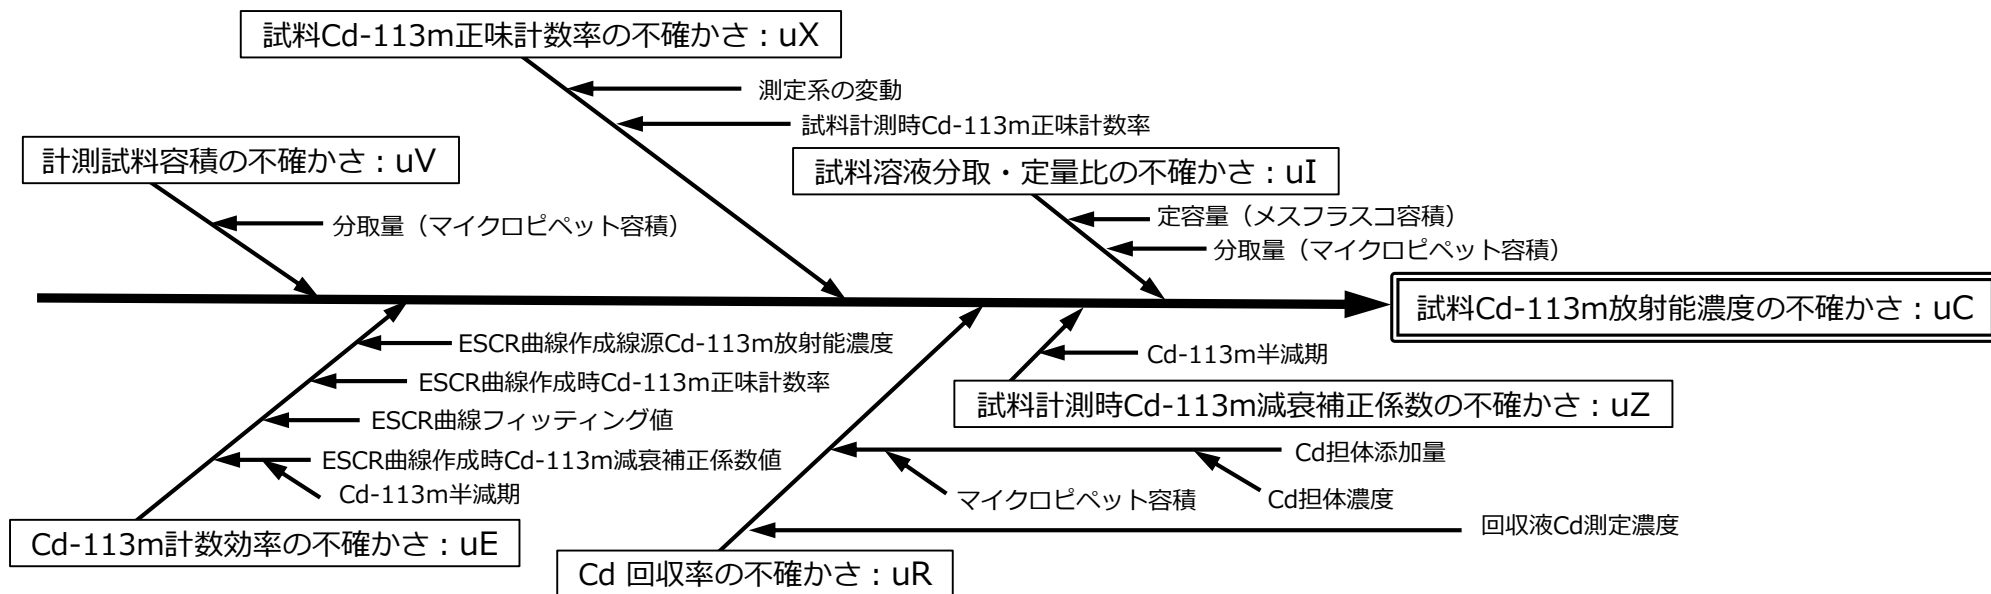 試料Cd-113m正味計数率の不確かさ：uX
測定系の変動
試料計測時Cd-113m正味計数率
計測試料容積の不確かさ：uV
試料溶液分取・定量比の不確かさ：uI
分取量（マイクロピペット容積）
定容量（メスフラスコ容積）
分取量（マイクロピペット容積）
試料Cd-113m放射能濃度の不確かさ：uC
ESCR曲線作成線源Cd-113m放射能濃度
Cd-113m半減期
ESCR曲線作成時Cd-113m正味計数率
試料計測時Cd-113m減衰補正係数の不確かさ：uZ
ESCR曲線フィッティング値
ESCR曲線作成時Cd-113m減衰補正係数値
Cd担体添加量
Cd-113m半減期
マイクロピペット容積
Cd担体濃度
回収液Cd測定濃度
Cd-113m計数効率の不確かさ：uE
Cd 回収率の不確かさ：uR